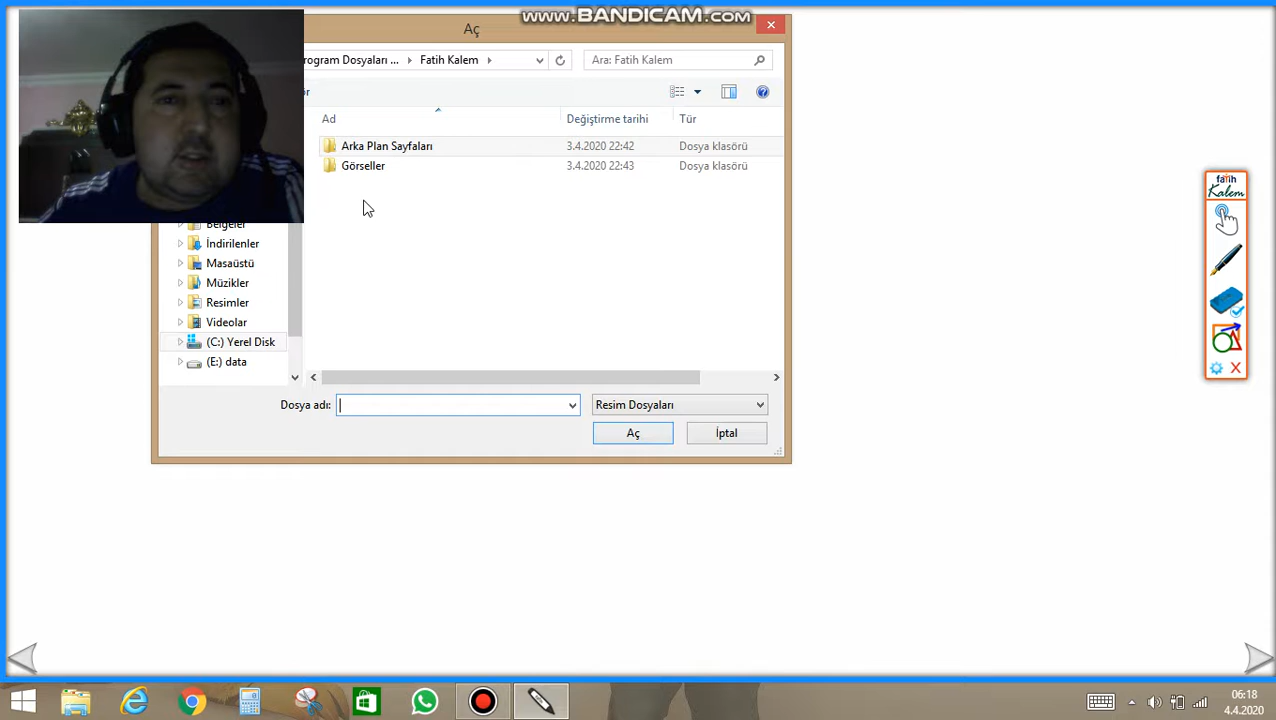 www.BANDICAM.com
Aç
rogram Dosyaları ...
Fatih Kalem
Ara: Fatih Kalem
ör
Ad
Değiştirme tarihi
Tür
Arka Plan Sayfaları
3.4.2020 22:42
Dosya klasörü
Görseller
3.4.2020 22:43
Dosya klasörü
Belgeler
İndirilenler
Masaüstü
Müzikler
Resimler
Videolar
(C:) Yerel Disk
(E:) data
Dosya adı:
Resim Dosyaları
Aç
İptal
fatih
Kalem
06:18
4.4.2020